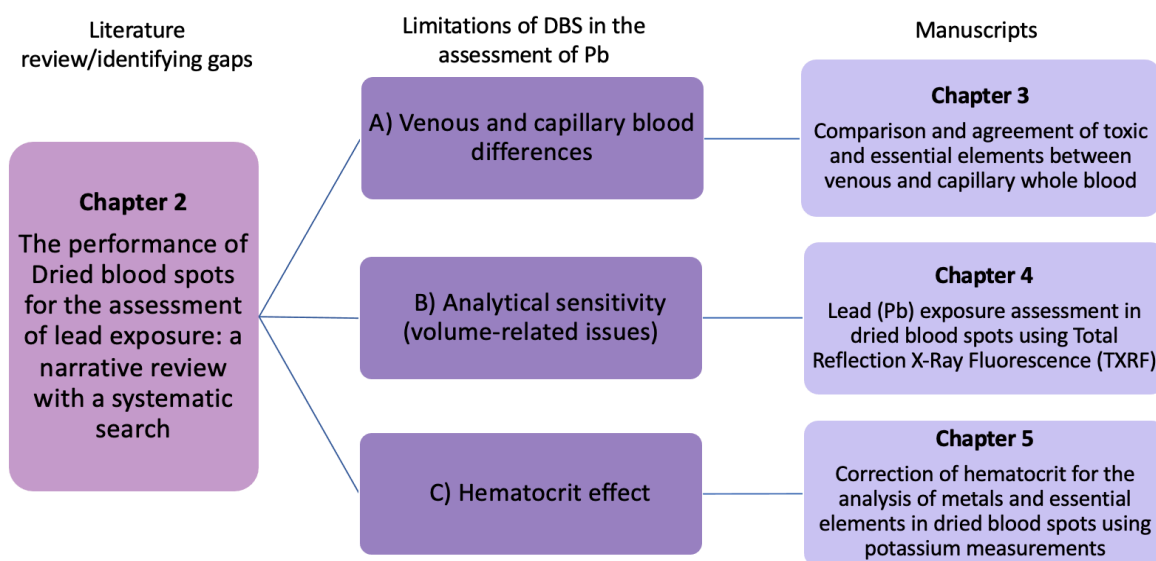 Literature
review/identifying gaps
Limitations of DBS in the
assessment of Pb
Manuscripts
Chapter 2
The performance of
Dried blood spots
for the assessment
of lead exposure: a
narrative review
with a systematic
search
A) Venous and capillary blood
differences
B) Analytical sensitivity
(volume-related issues)
C) Hematocrit effect
Chapter 3
Comparison and agreement of toxic
and essential elements between
venous and capillary whole blood
Chapter 4
Lead (Pb) exposure assessment in
dried blood spots using Total
Reflection X-Ray Fluorescence (TXRF)
Chapter 5
Correction of hematocrit for the
analysis of metals and essential
elements in dried blood spots using
potassium measurements